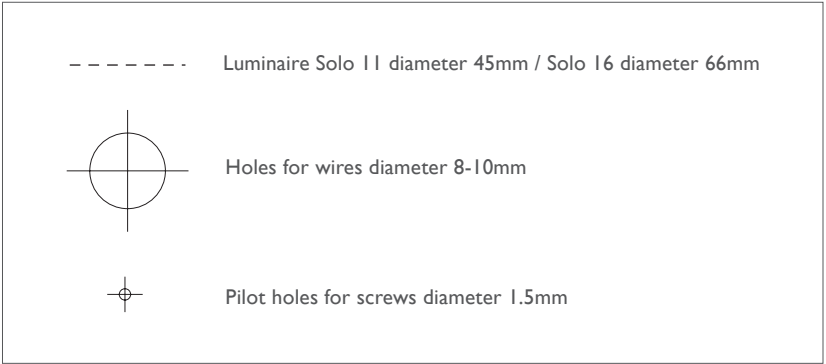 Luminaire Solo 11 diameter 45mm / Solo 16 diameter 66mm
Holes for wires diameter 8-10mm
Pilot holes for screws diameter 1.5mm